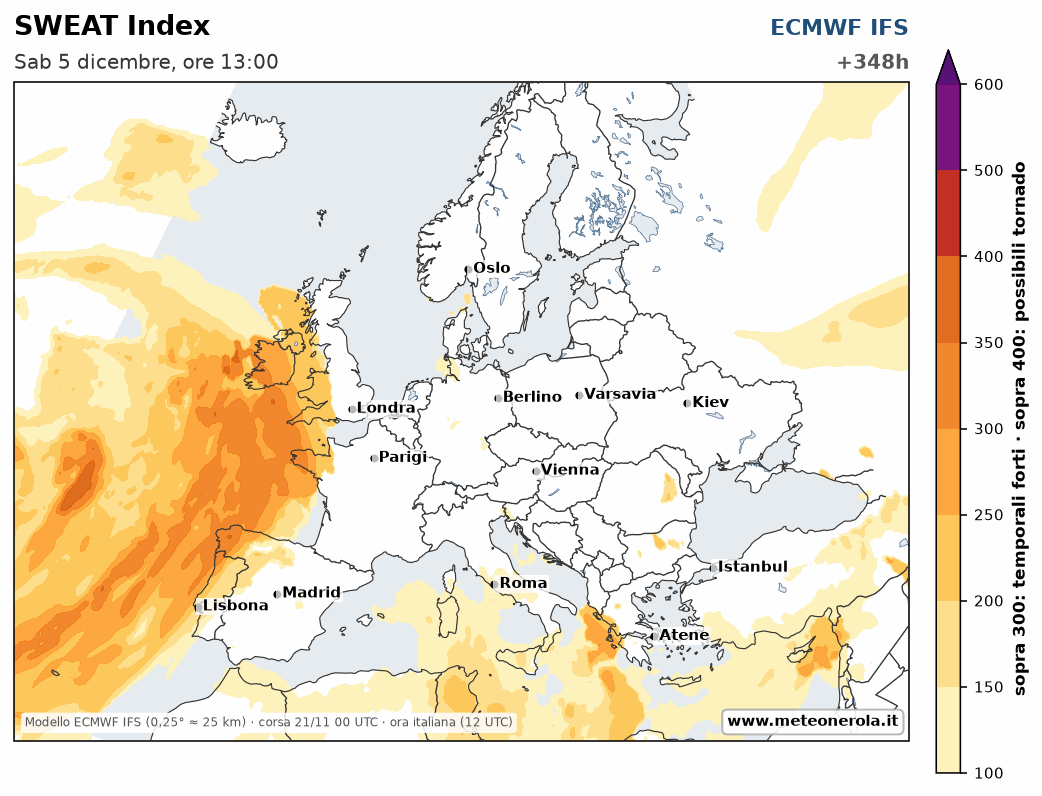 SWEAT Index
ECMWF IFS
Sab 5 dicembre, ore 13:00
+348h
600
500
400
350
300
250
200
150
100
sopra 300: temporali forti · sopra 400: possibili tornado
Oslo
Berlino
Varsavia
Kiev
Londra
Parigi
Vienna
Istanbul
Roma
Madrid
Lisbona
Atene
Modello ECMWF IFS (0,25° ≈ 25 km) · corsa 21/11 00 UTC · ora italiana (12 UTC)
www.meteonerola.it